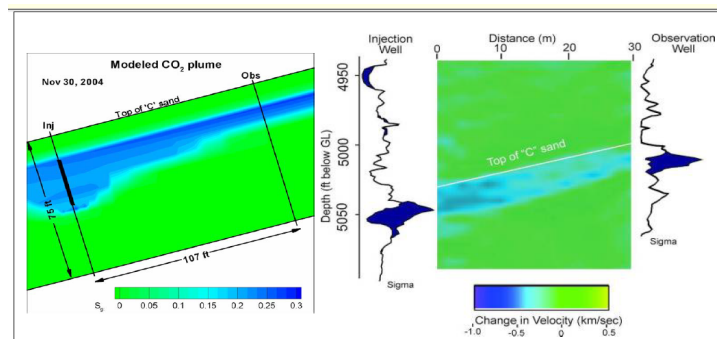 Modeled CO₂ plume
Nov 30, 2004
Obs
Top of 'C' sand
Inj
75 ft
107 ft
S_g
0 0.05 0.1 0.15 0.2 0.25 0.3
Injection
Well
Distance (m)
Observation
Well
0 10 20 30
4950
5000
5050
Depth (ft below GL)
Top of "C" sand
Sigma
Sigma
Change in Velocity (km/sec)
-1.0 -0.5 0 0.5